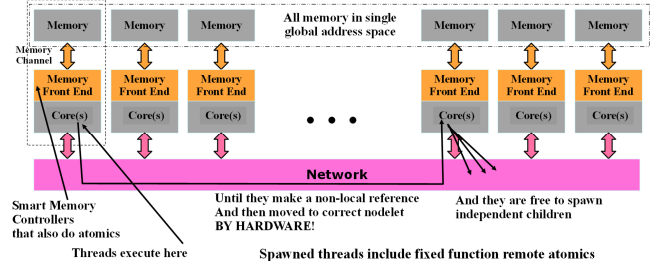 All memory in single
global address space
Memory
Memory
Memory
Memory
Memory
Memory
Memory
Channel
Memory
Front End
Memory
Front End
Memory
Front End
Memory
Front End
Memory
Front End
Memory
Front End
Core(s)
Core(s)
Core(s)
Core(s)
Core(s)
Core(s)
Network
Smart Memory
Controllers
that also do atomics
Until they make a non-local reference
And then moved to correct nodelet
BY HARDWARE!
And they are free to spawn
independent children
Threads execute here
Spawned threads include fixed function remote atomics